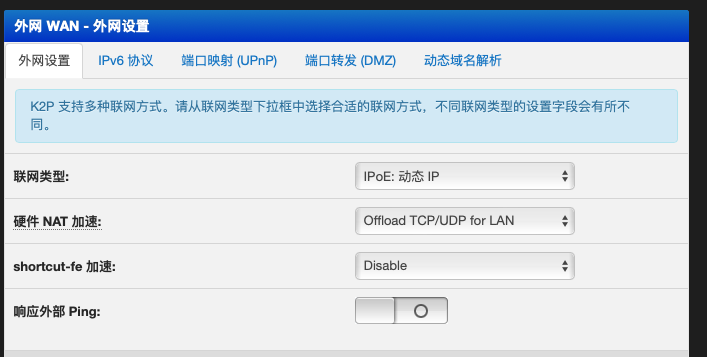 外网 WAN - 外网设置
外网设置 IPv6 协议 端口映射 (UPnP) 端口转发 (DMZ) 动态域名解析
K2P 支持多种联网方式。请从联网类型下拉框中选择合适的联网方式，不同联网类型的设置字段会有所不
同。
联网类型: IPoE: 动态 IP
硬件 NAT 加速: Offload TCP/UDP for LAN
shortcut-fe 加速: Disable
响应外部 Ping: